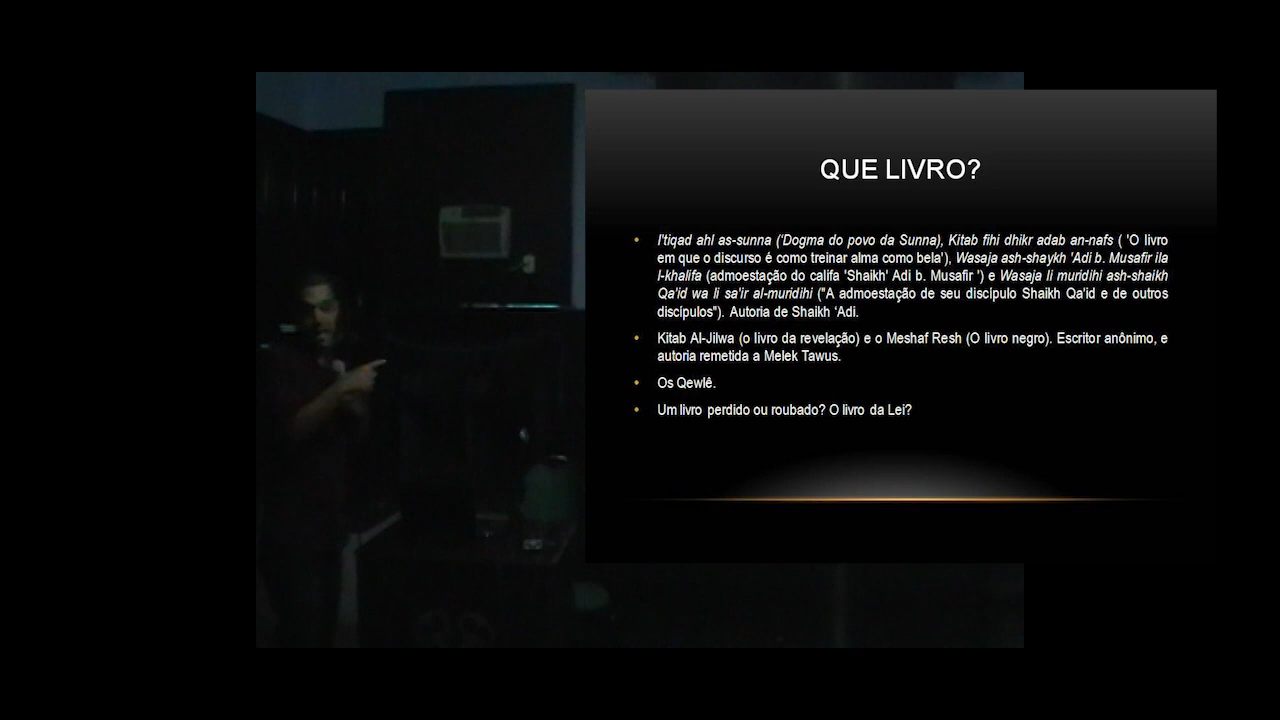 QUE LIVRO?
• I'tiqad ahl as-sunna ('Dogma do povo da Sunna), Kitab fihi dhikr adab an-nafs ( 'O livro
em que o discurso é como treinar alma como bela'), Wasaja ash-shaykh 'Adi b. Musafir ila
l-khalifa (admoestação do califa 'Shaikh' Adi b. Musafir ') e Wasaja li muridihi ash-shaikh
Qa'id wa li sa'ir al-muridihi ("A admoestação de seu discípulo Shaikh Qa'id e de outros
discípulos"). Autoria de Shaikh 'Adi.
• Kitab Al-Jilwa (o livro da revelação) e o Meshaf Resh (O livro negro). Escritor anônimo, e
autoria remetida a Melek Tawus.
• Os Qewlê.
• Um livro perdido ou roubado? O livro da Lei?